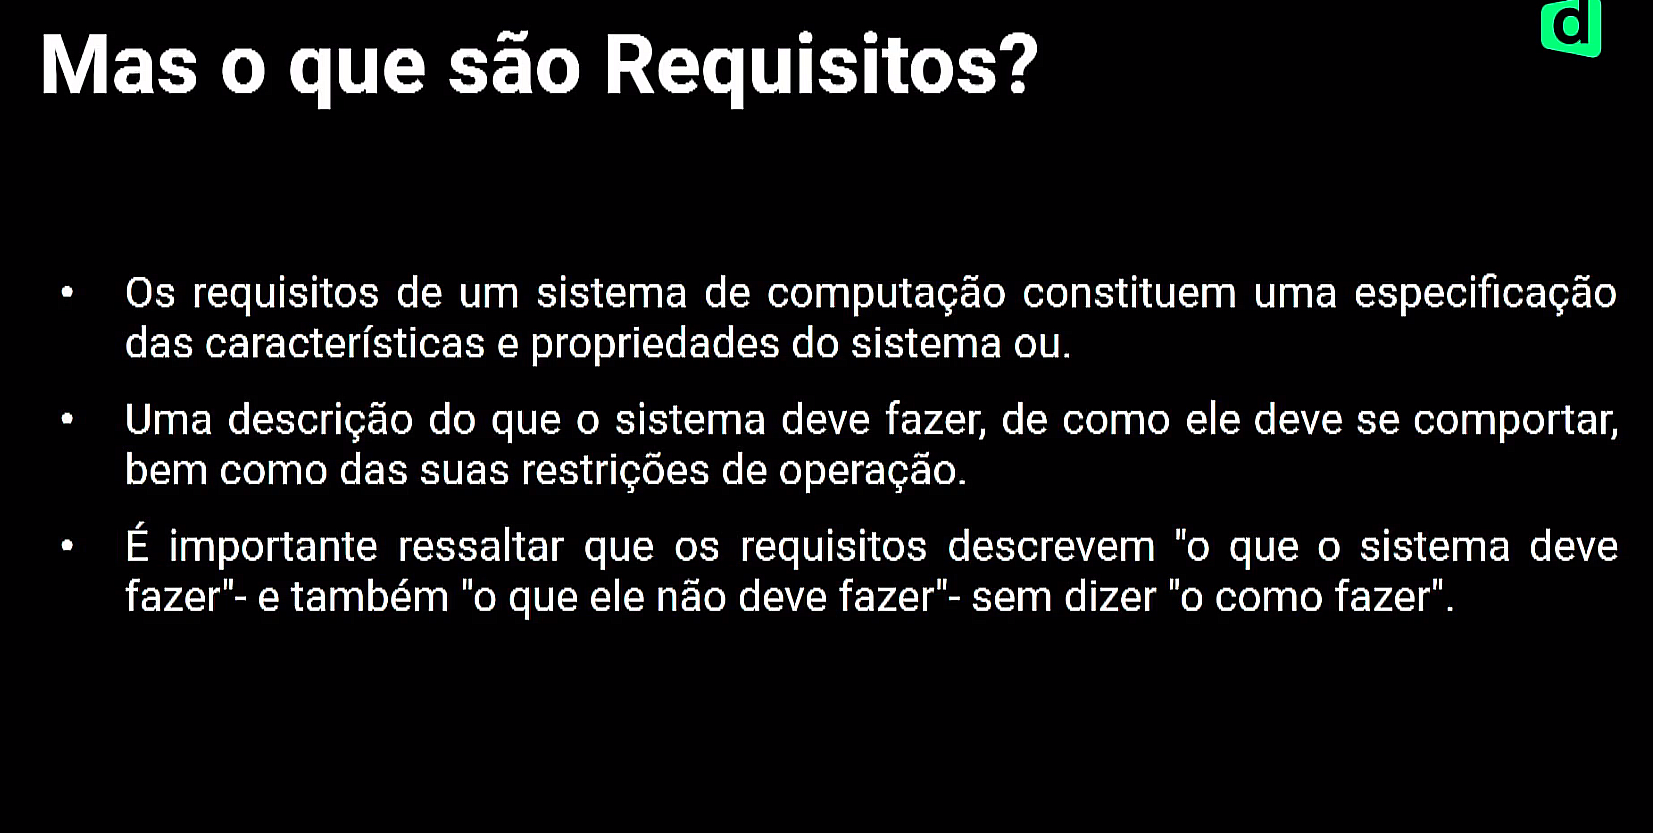 d
Mas o que são Requisitos?
• Os requisitos de um sistema de computação constituem uma especificação
das características e propriedades do sistema ou.
• Uma descrição do que o sistema deve fazer, de como ele deve se comportar,
bem como das suas restrições de operação.
• É importante ressaltar que os requisitos descrevem "o que o sistema deve
fazer"- e também "o que ele não deve fazer"- sem dizer "o como fazer".